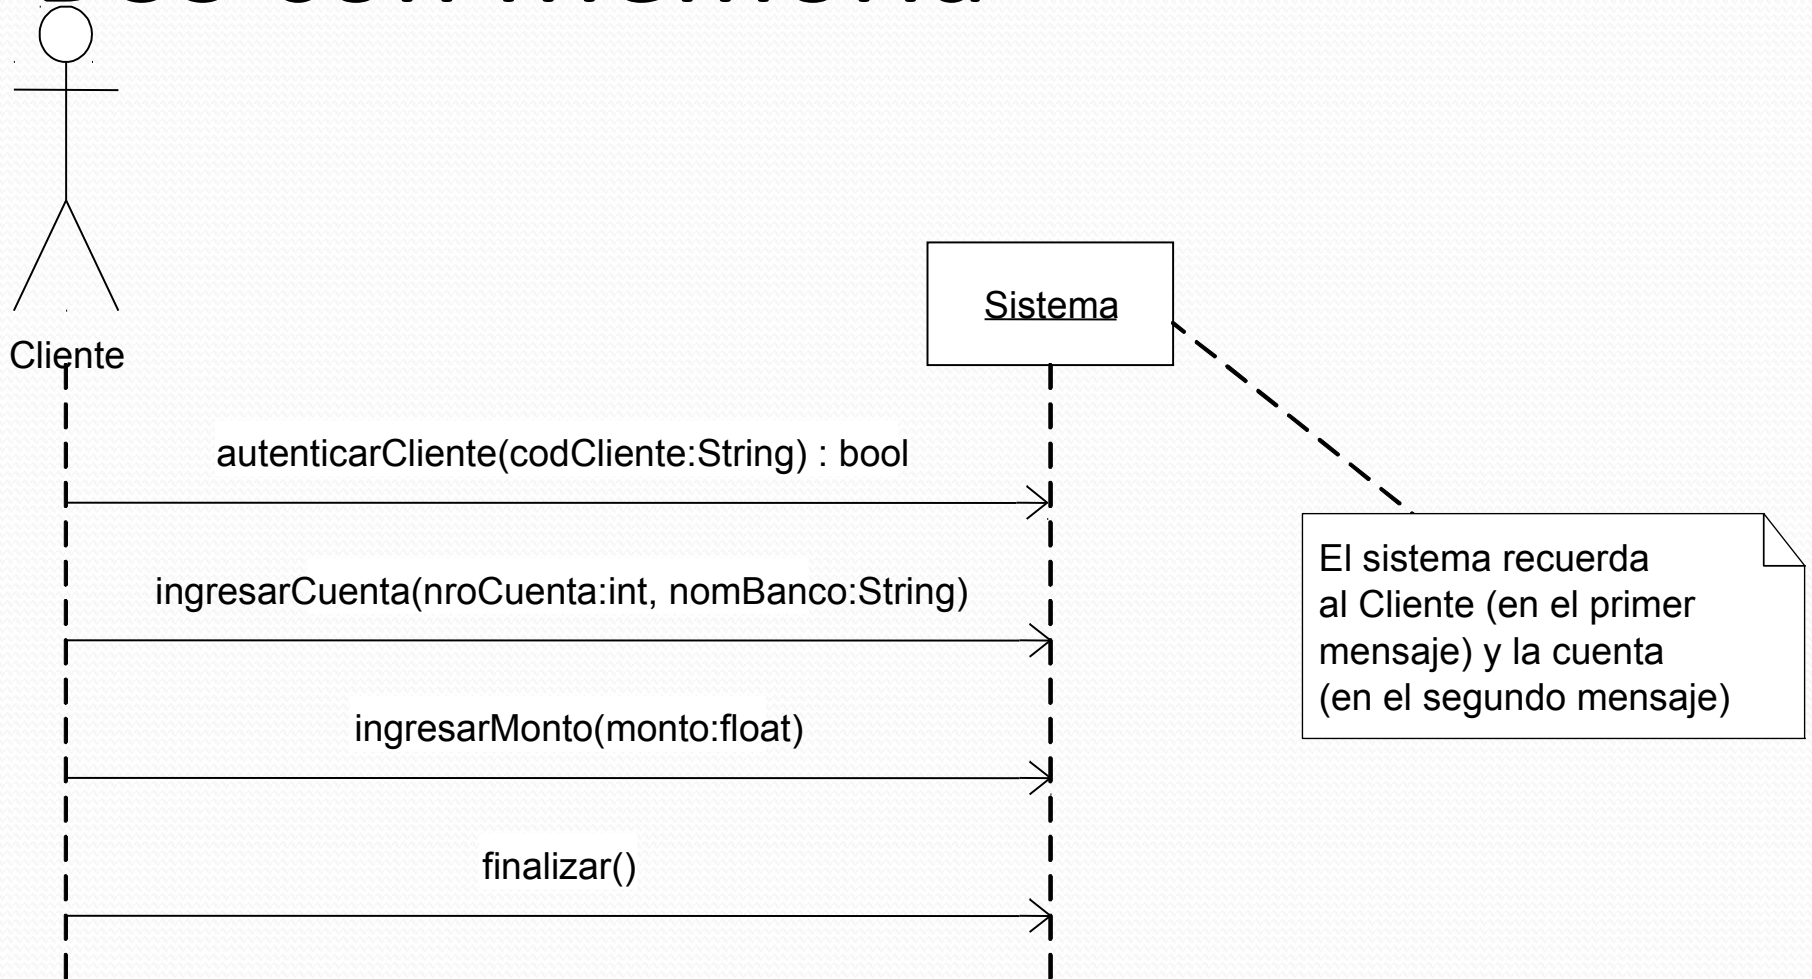 Cliente
Sistema
autenticarCliente(codCliente:String) : bool
ingresarCuenta(nroCuenta:int, nomBanco:String)
ingresarMonto(monto:float)
finalizar()
El sistema recuerda
al Cliente (en el primer
mensaje) y la cuenta
(en el segundo mensaje)